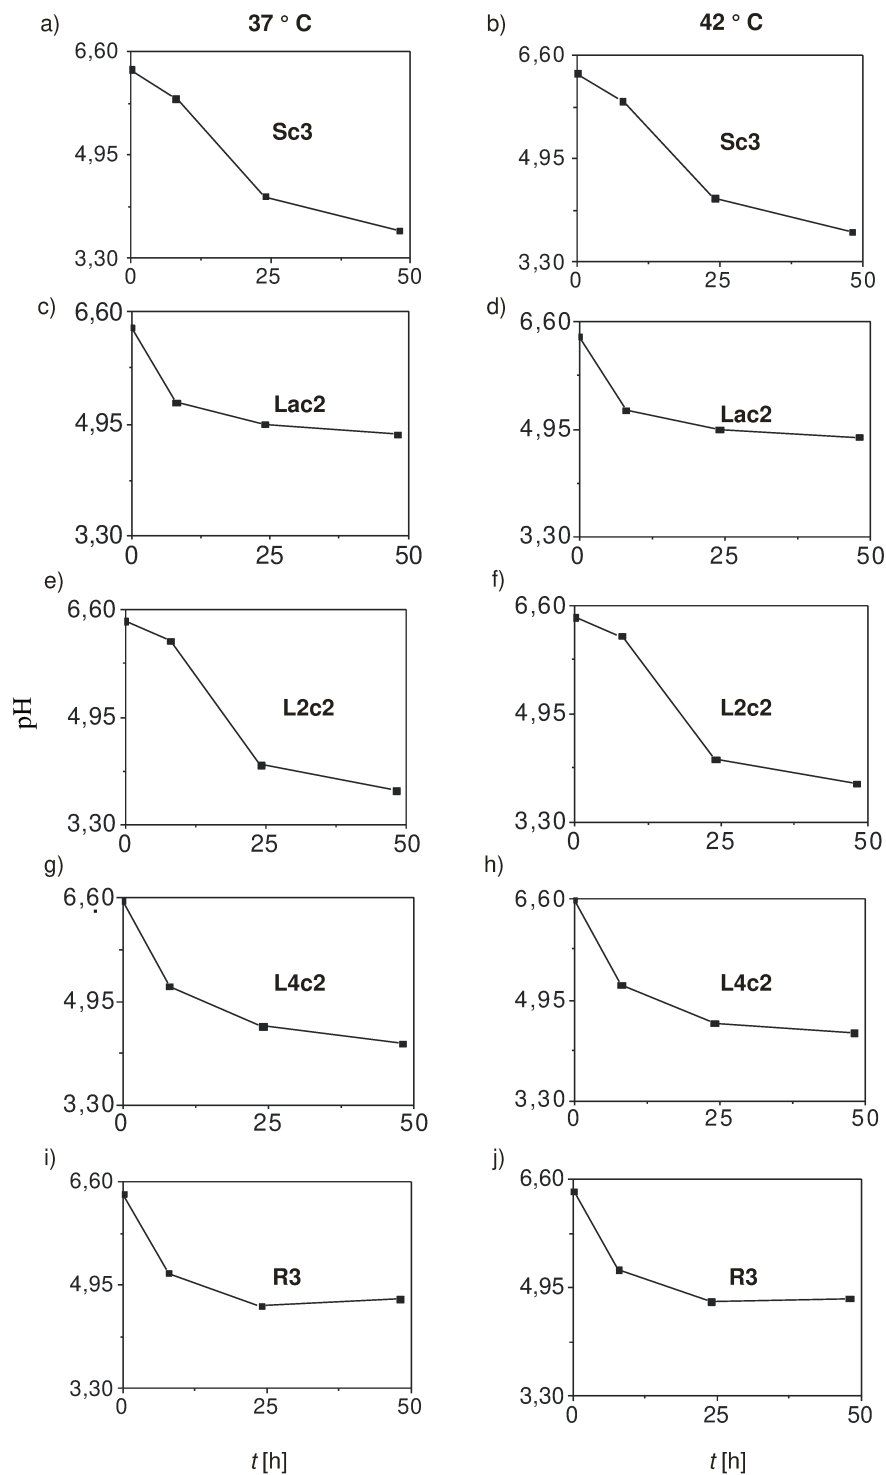 a) 37 ° C b) 42 ° C
6,60 6,60
Sc3 Sc3
4,95 4,95
3,30 3,30
0 25 50 0 25 50
c) d)
6,60 6,60
Lac2 Lac2
4,95 4,95
3,30 3,30
0 25 50 0 25 50
e) f)
6,60 6,60
pH
L2c2 L2c2
4,95 4,95
3,30 3,30
0 25 50 0 25 50
g) h)
6,60 6,60
L4c2 L4c2
4,95 4,95
3,30 3,30
0 25 50 0 25 50
i) j)
6,60 6,60
R3 R3
4,95 4,95
3,30 3,30
0 25 50 0 25 50
t [h] t [h]